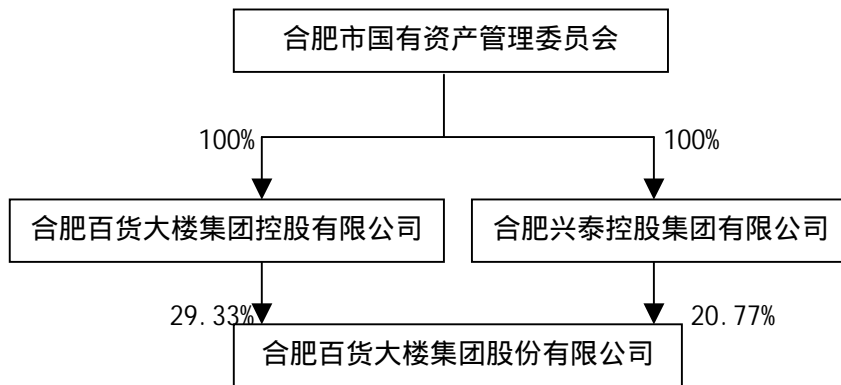 合肥市国有资产管理委员会
100% 100%
合肥百货大楼集团控股有限公司 合肥兴泰控股集团有限公司
29.33% 20.77%
合肥百货大楼集团股份有限公司